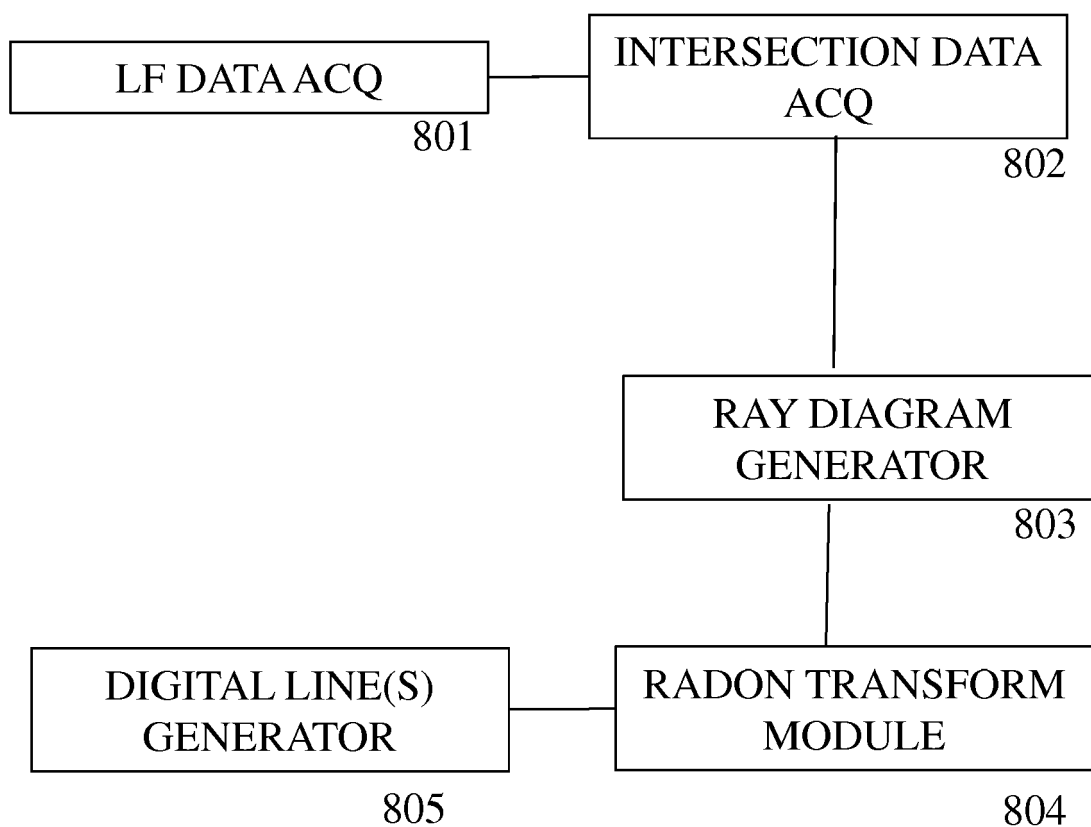 LF DATA ACQ
801
INTERSECTION DATA
ACQ
802
RAY DIAGRAM
GENERATOR
803
RADON TRANSFORM
MODULE
804
DIGITAL LINE(S)
GENERATOR
805